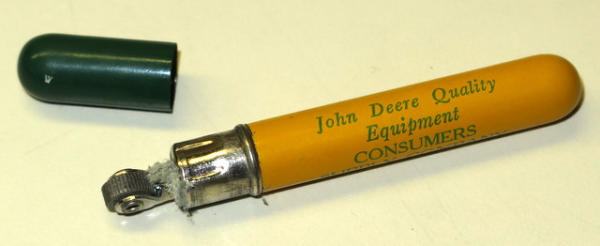 John Deere Quality
Equipment
CONSUMERS